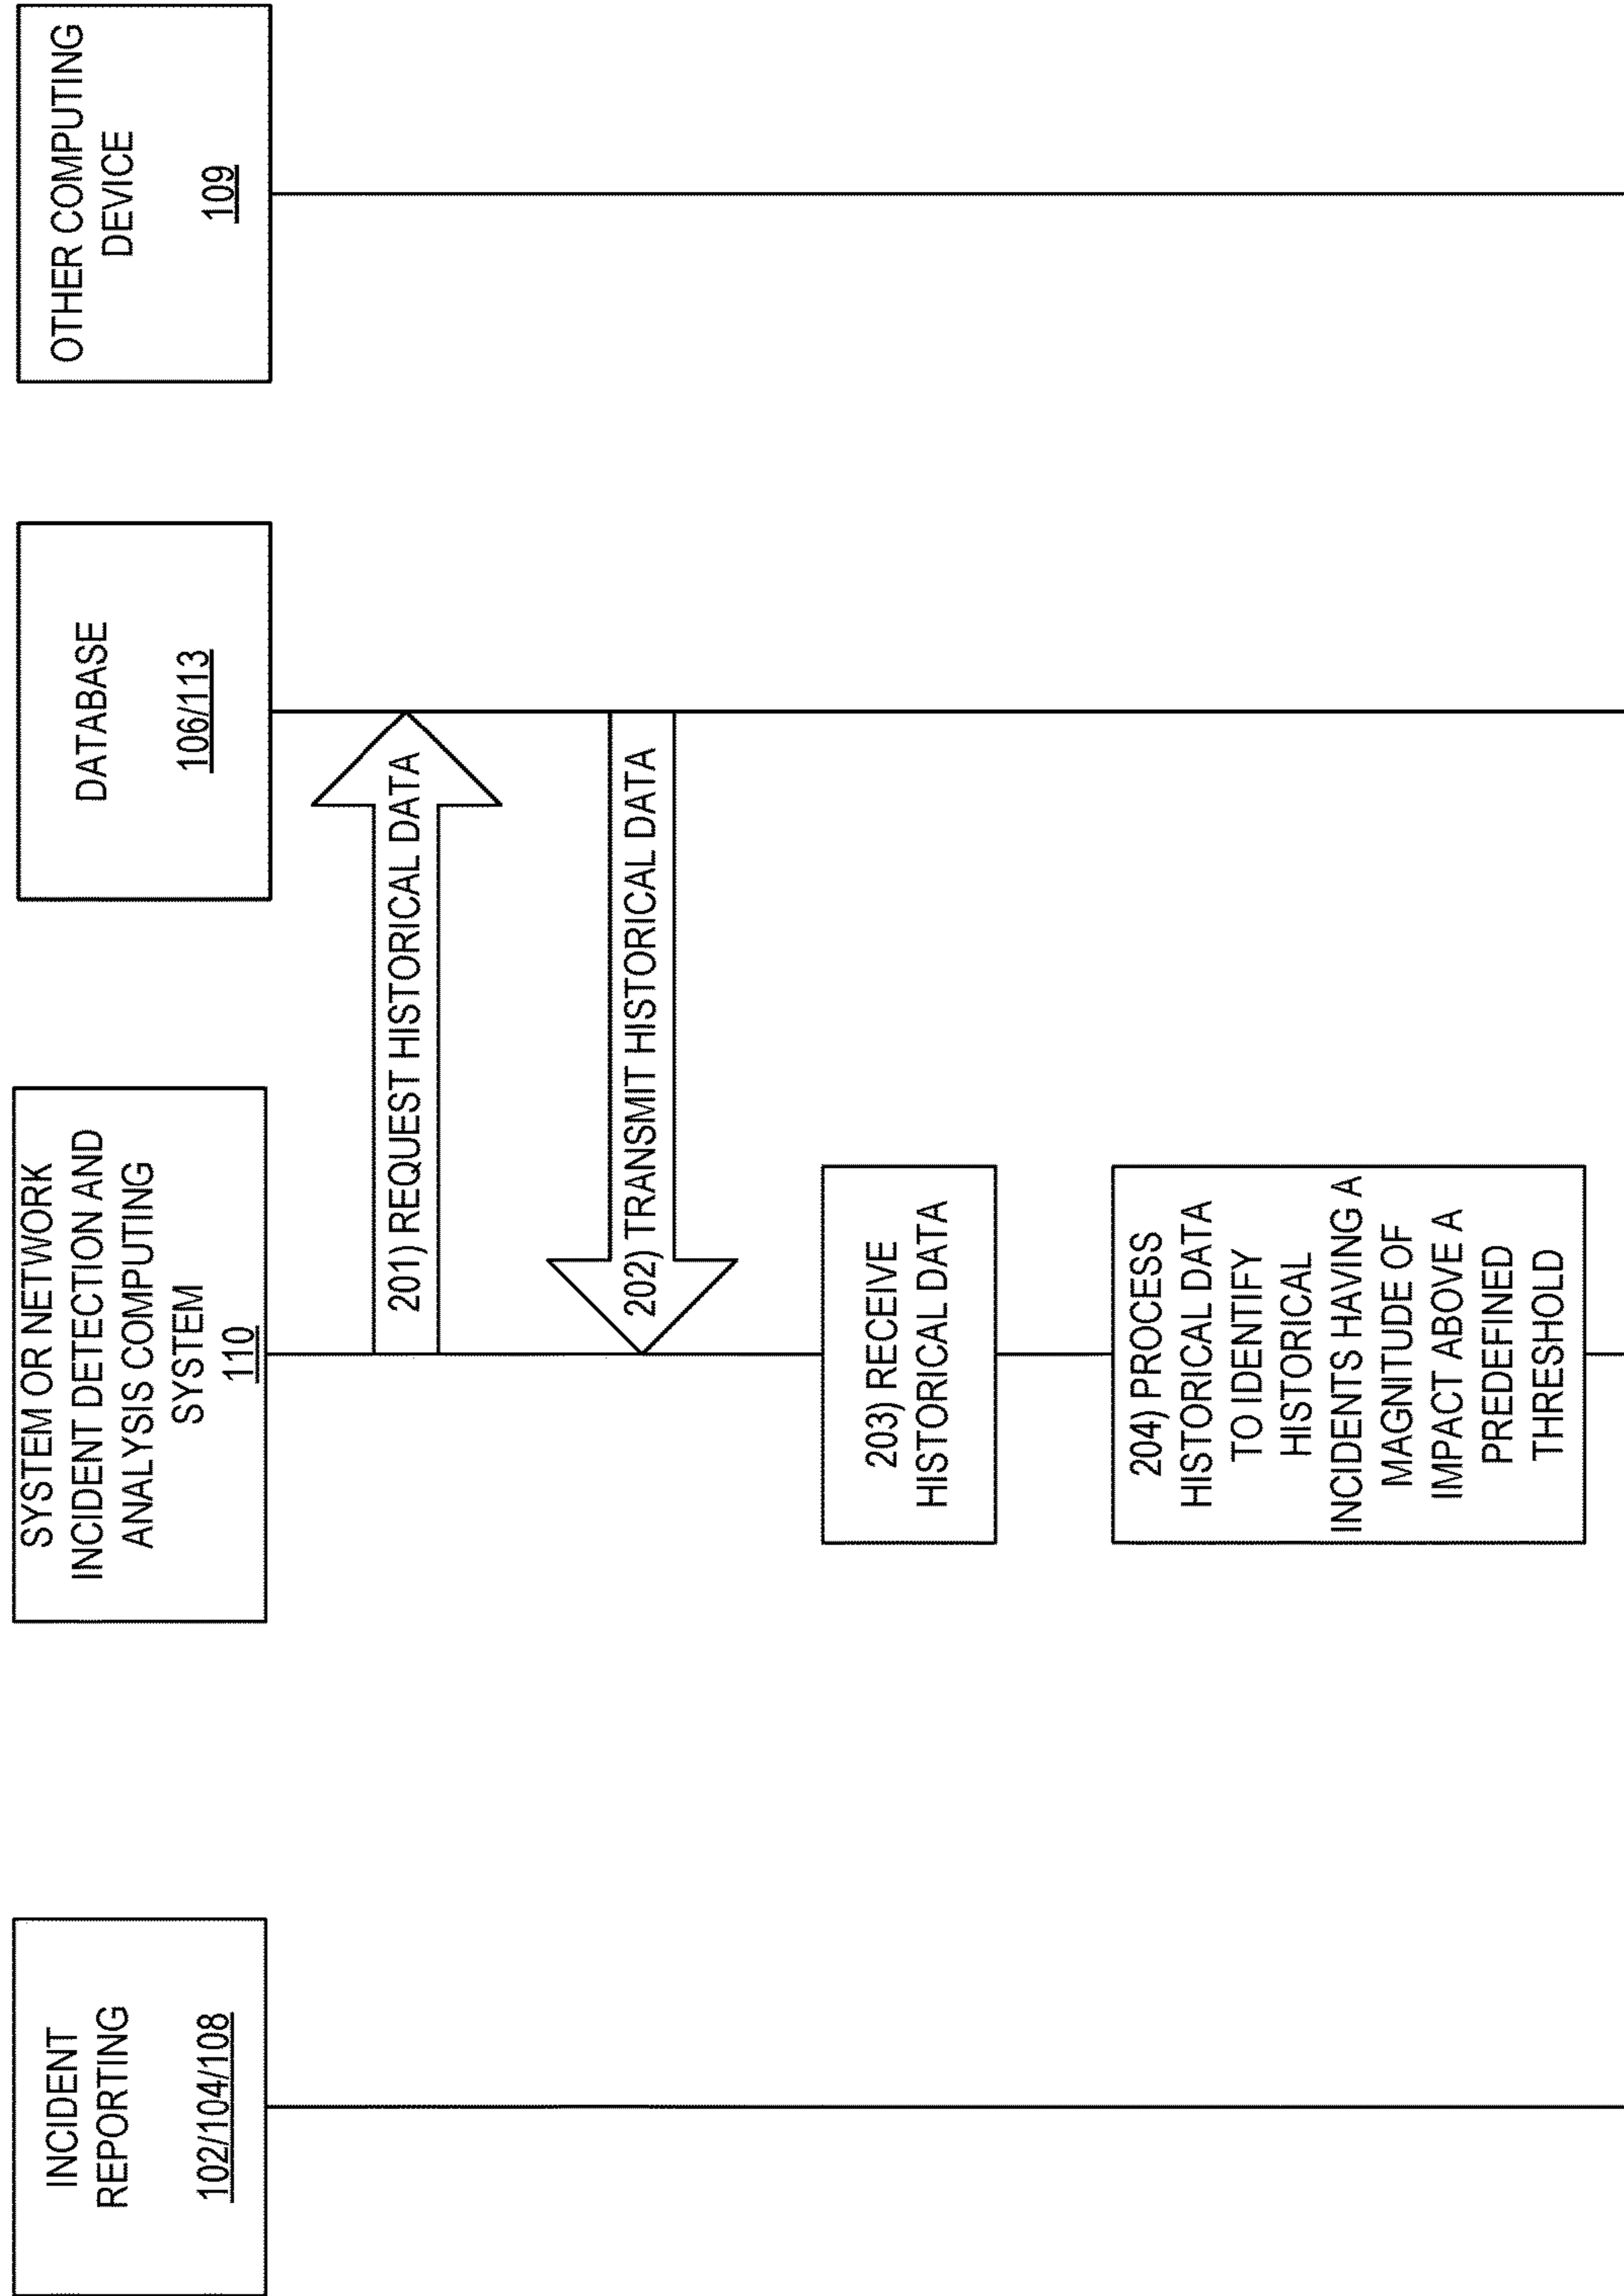 INCIDENT
REPORTING
102/104/108
SYSTEM OR NETWORK
INCIDENT DETECTION AND
ANALYSIS COMPUTING
SYSTEM
110
DATABASE
106/113
OTHER COMPUTING
DEVICE
109
201) REQUEST HISTORICAL DATA
202) TRANSMIT HISTORICAL DATA
203) RECEIVE
HISTORICAL DATA
204) PROCESS
HISTORICAL DATA
TO IDENTIFY
HISTORICAL
INCIDENTS HAVING A
MAGNITUDE OF
IMPACT ABOVE A
PREDEFINED
THRESHOLD